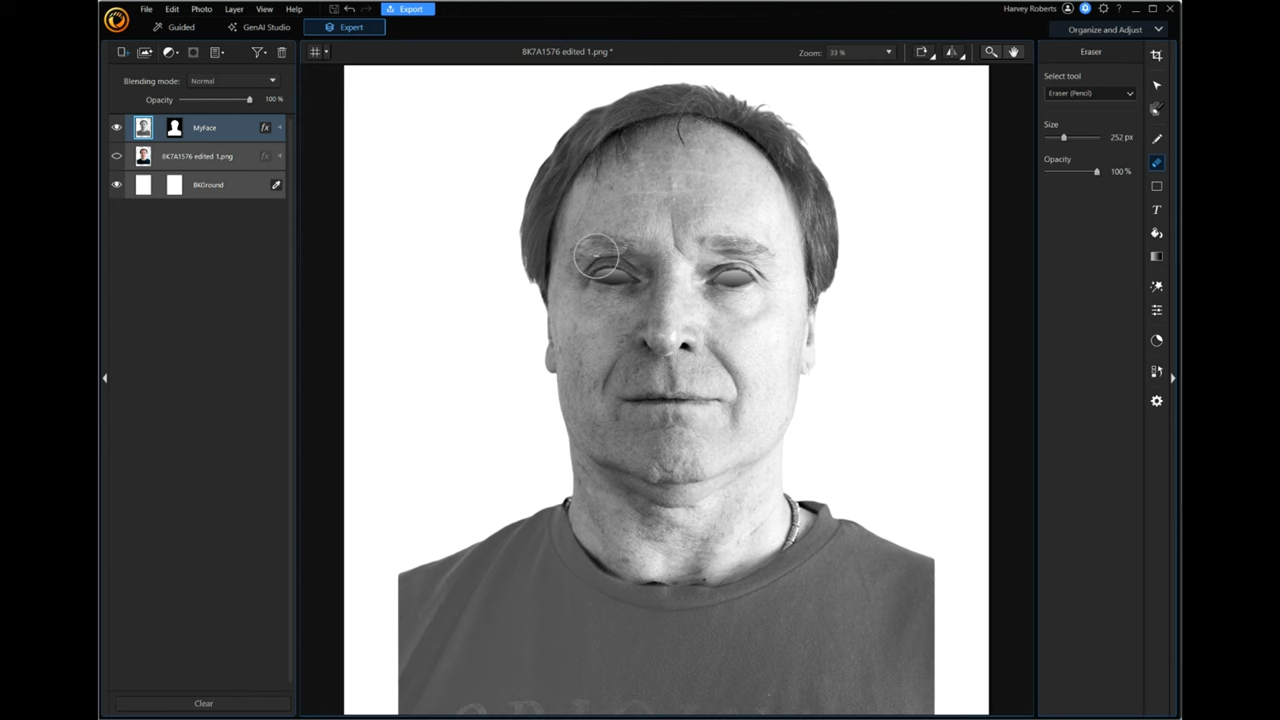 File Edit Photo Layer View Help Export Harvey Roberts
Guided GenAI Studio Expert Organize and Adjust
8K7A1576 edited 1.png * Zoom: 33 % Eraser
Blending mode: Normal
Opacity 100 %
MyFace fx
8K7A1576 edited 1.png fx
BKGround
Select tool
Eraser (Pencil)
Size
252 px
Opacity
100 %
T
Clear